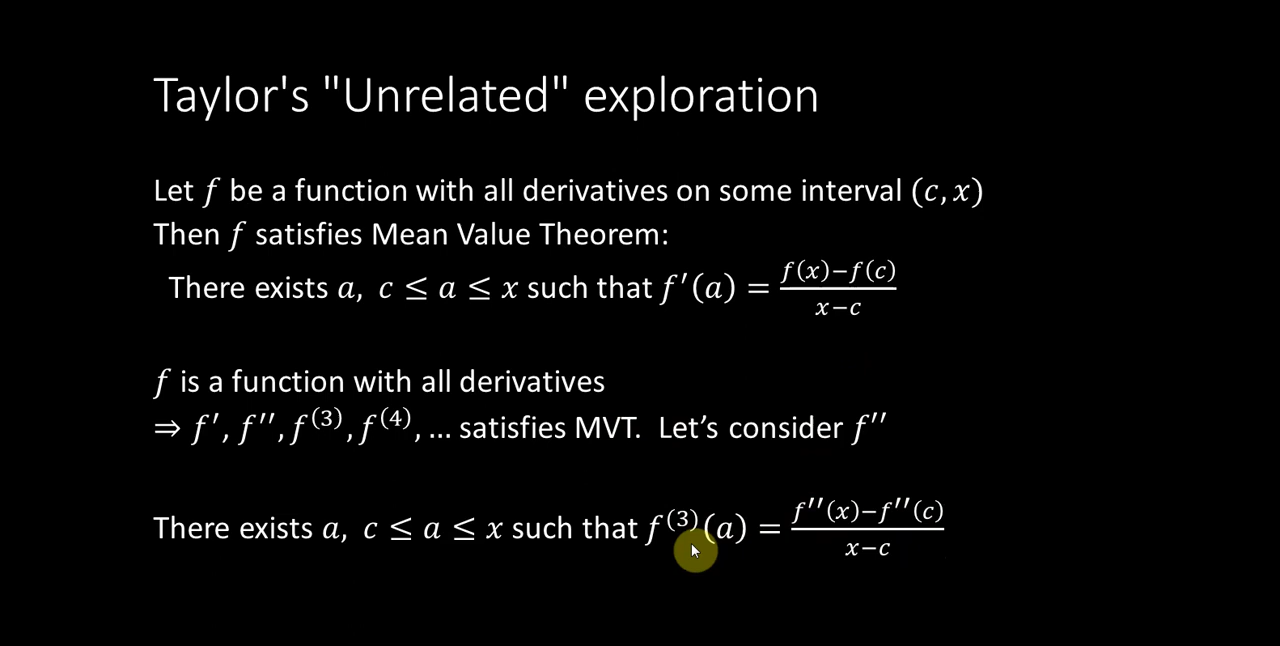 Taylor's "Unrelated" exploration
Let f be a function with all derivatives on some interval (c, x)
Then f satisfies Mean Value Theorem:
There exists a, c ≤ a ≤ x such that f′(a) = f(x)−f(c) / x−c
f is a function with all derivatives
⇒ f′, f′′, f⁽³⁾, f⁽⁴⁾, ... satisfies MVT. Let’s consider f′′
There exists a, c ≤ a ≤ x such that f⁽³⁾(a) = f′′(x)−f′′(c) / x−c